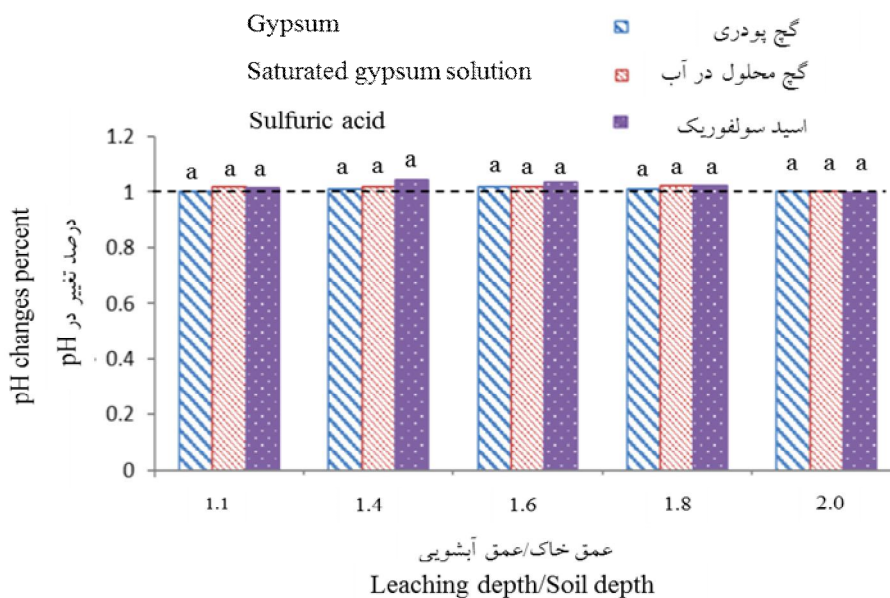 Gypsum گچ پودری
Saturated gypsum solution گچ محلول در آب
Sulfuric acid اسید سولفوریک
pH changes percent
درصد تغییر در pH
1.2
1
0.8
0.6
0.4
0.2
0
a a a a a a a a a a a a a a a
1.1 1.4 1.6 1.8 2.0
عمق خاک/عمق آبشویی
Leaching depth/Soil depth